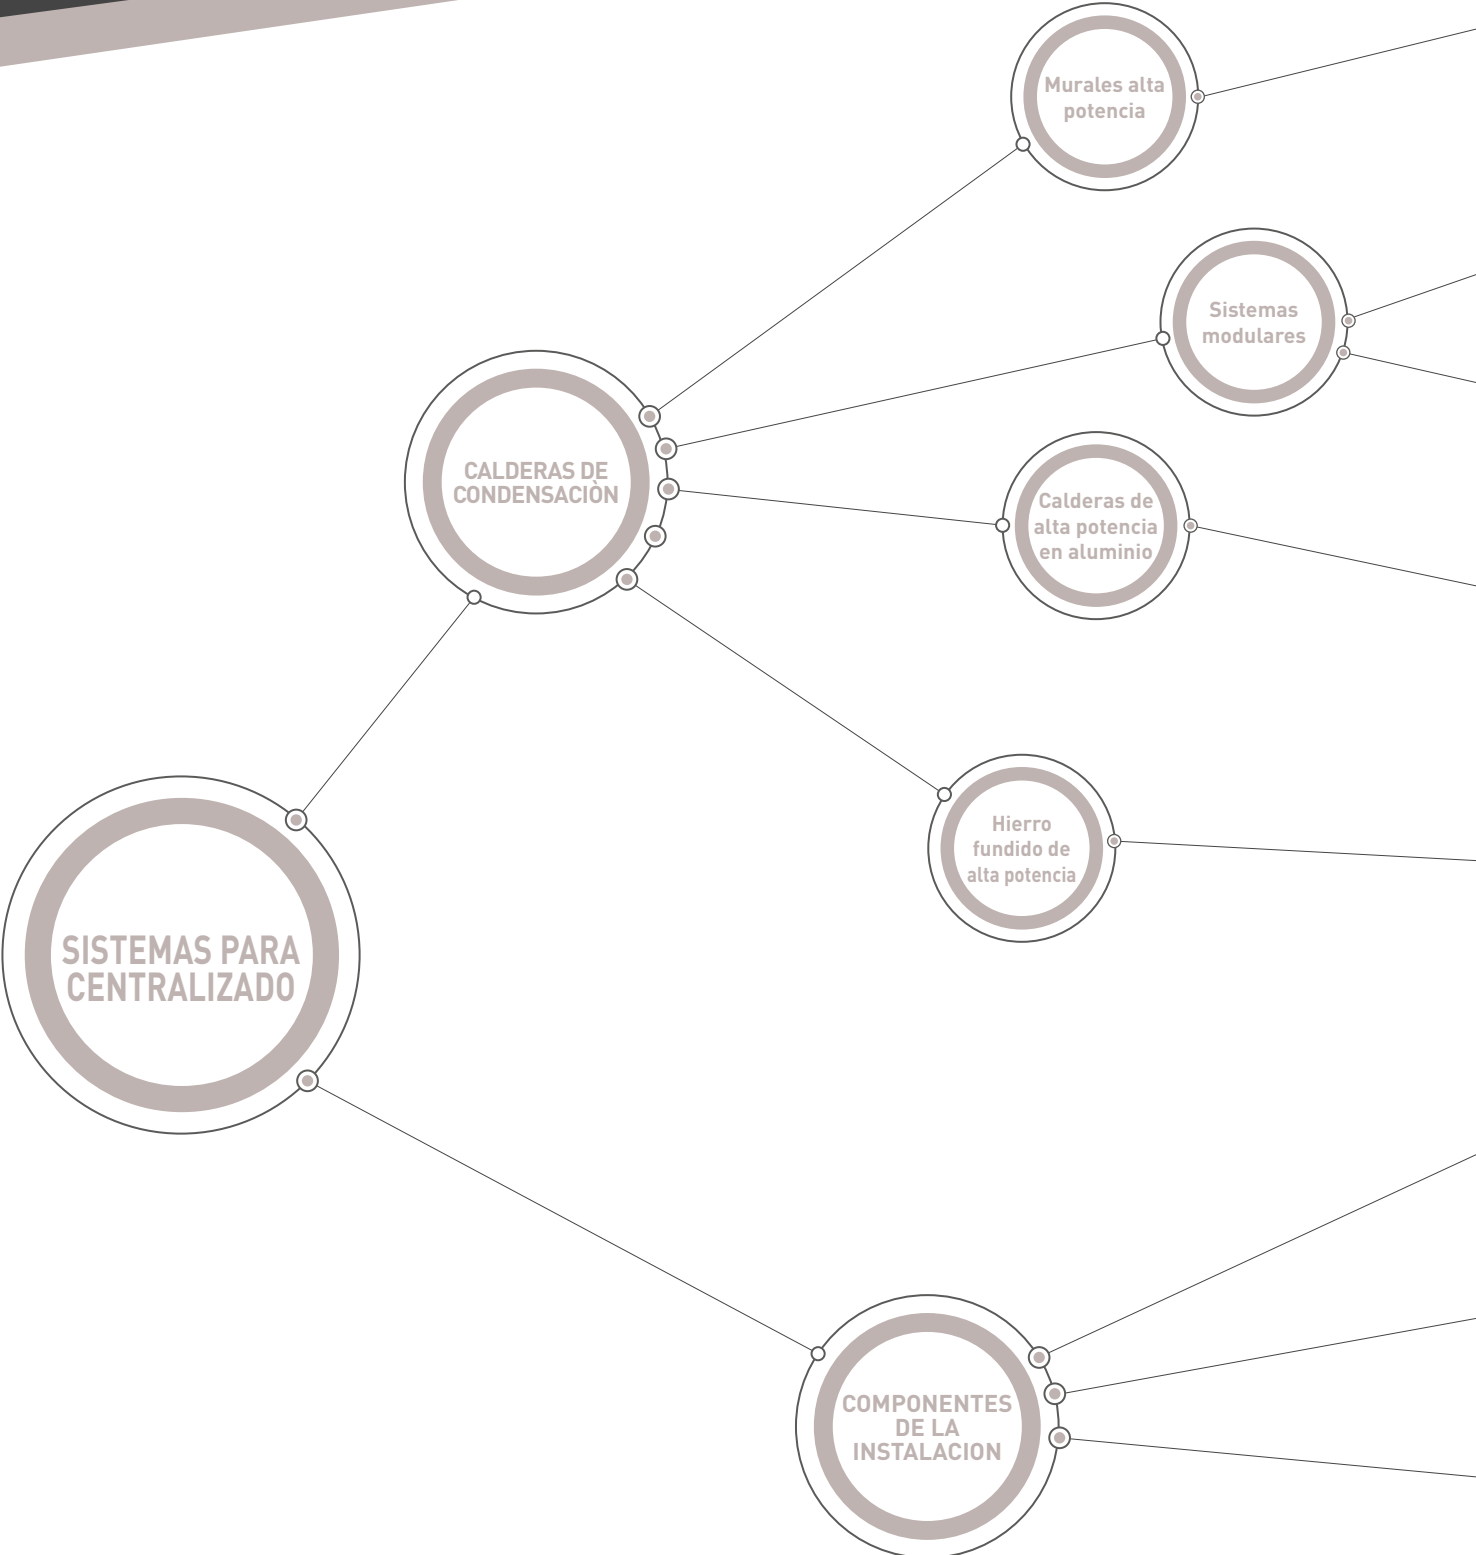 Murales alta
potencia
Sistemas
modulares
CALDERAS DE
CONDENSACIÒN
Calderas de
alta potencia
en aluminio
Hierro
fundido de
alta potencia
SISTEMAS PARA
CENTRALIZADO
COMPONENTES
DE LA
INSTALACION